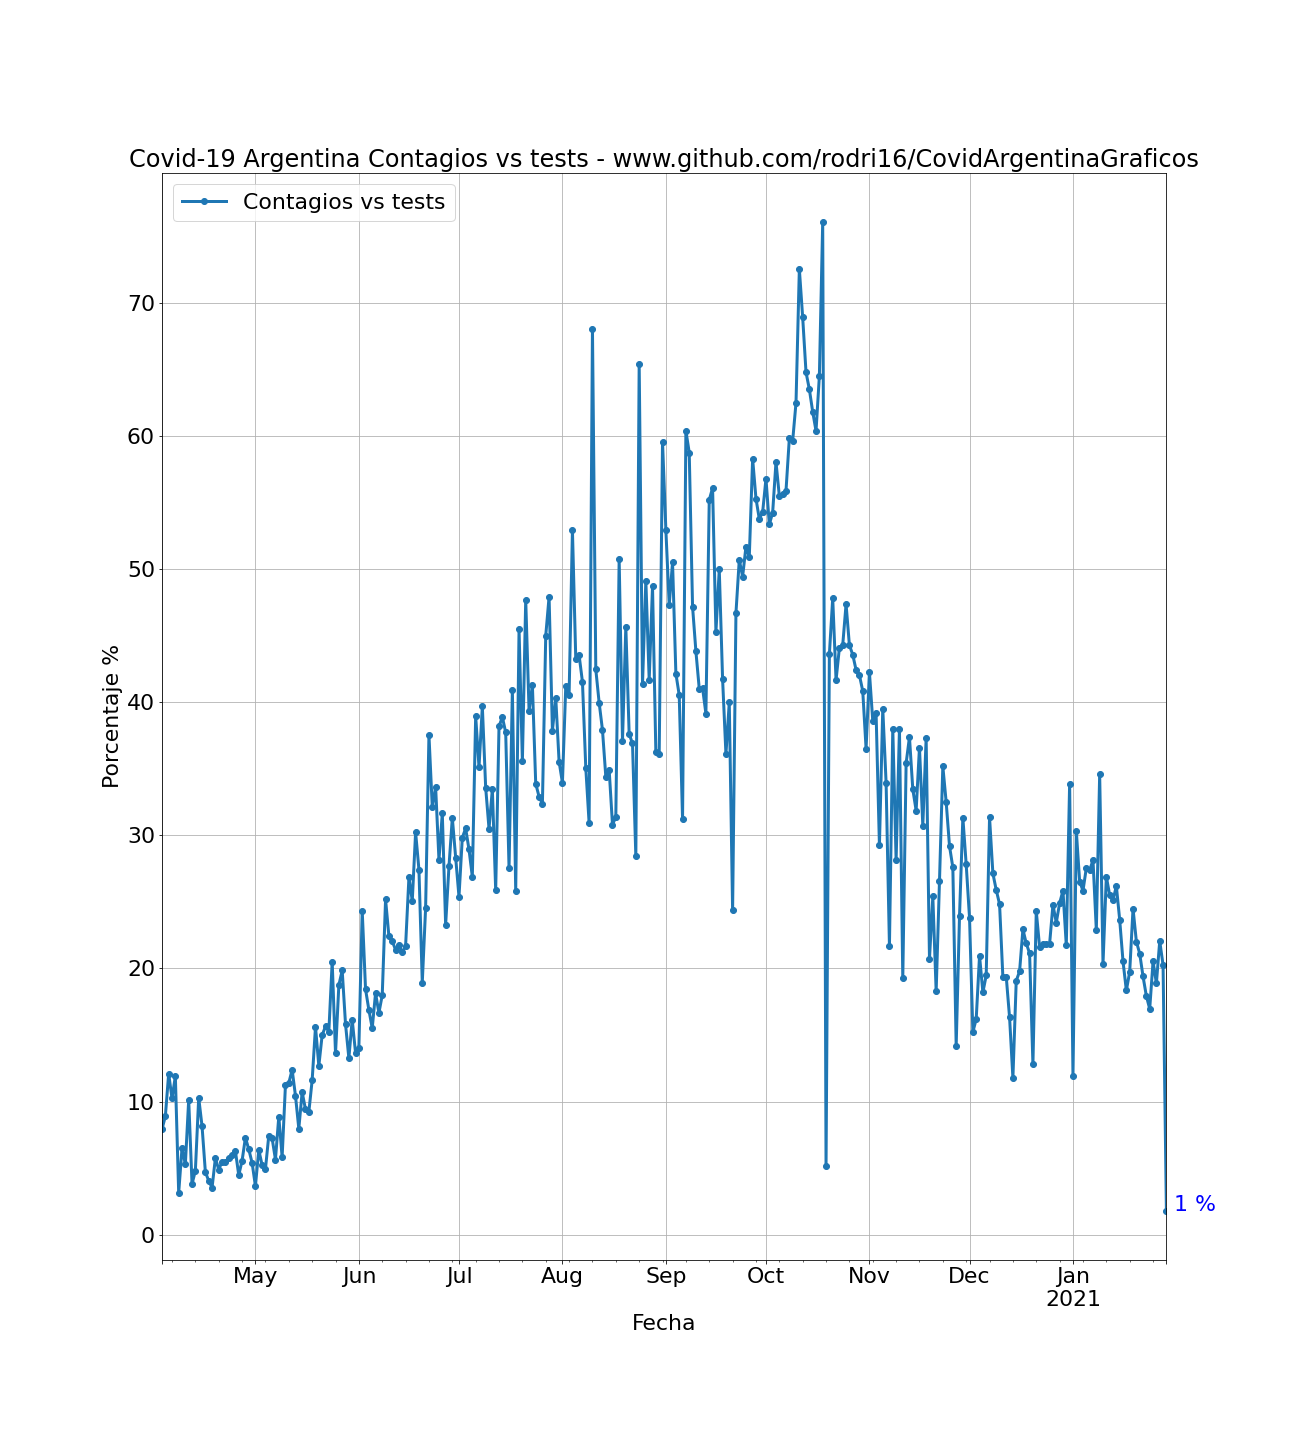 Covid-19 Argentina Contagios vs tests - www.github.com/rodri16/CovidArgentinaGraficos
Contagios vs tests
70
60
50
40
30
20
10
0
Porcentaje %
1 %
May Jun Jul Aug Sep Oct Nov Dec Jan
2021
Fecha